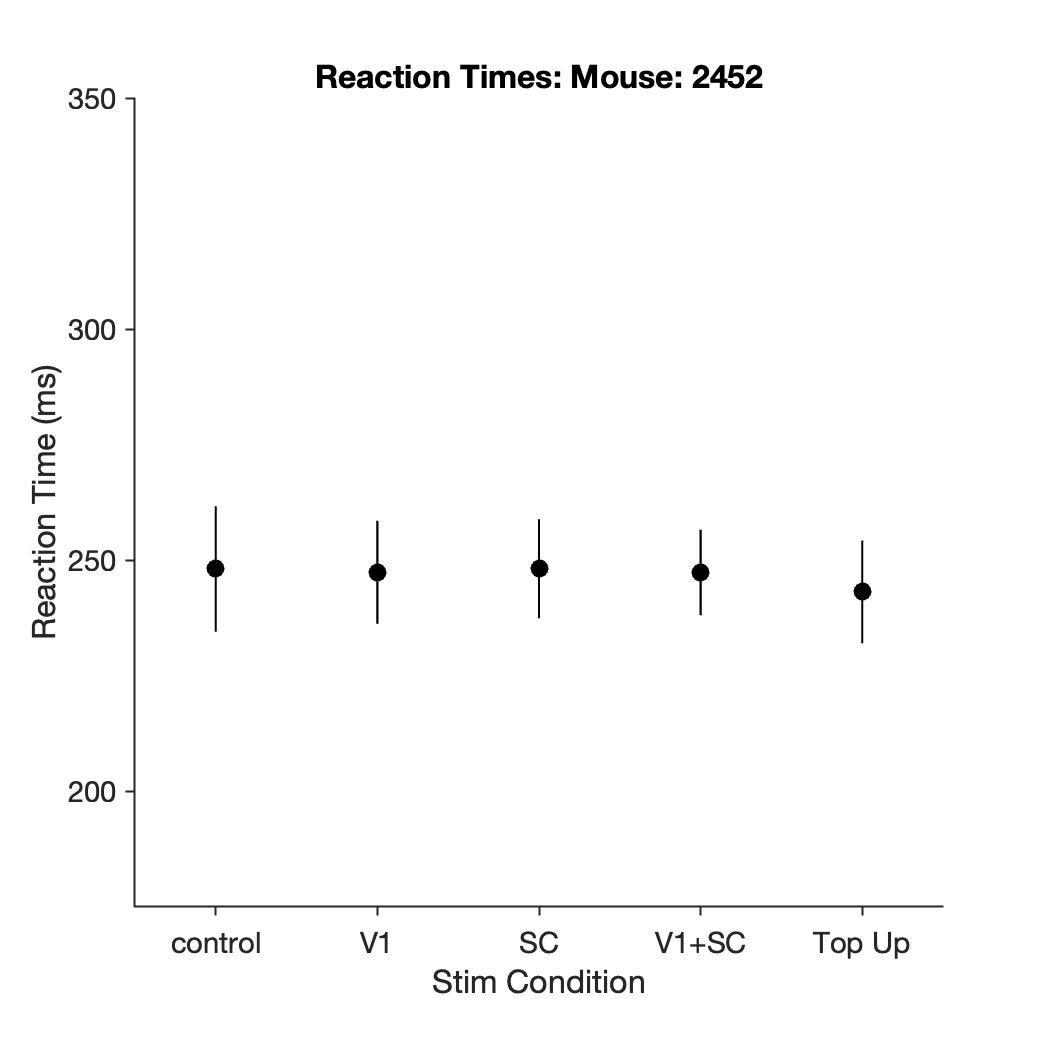 Reaction Times: Mouse: 2452
350
300
250
200
Reaction Time (ms)
control V1 SC V1+SC Top Up
Stim Condition